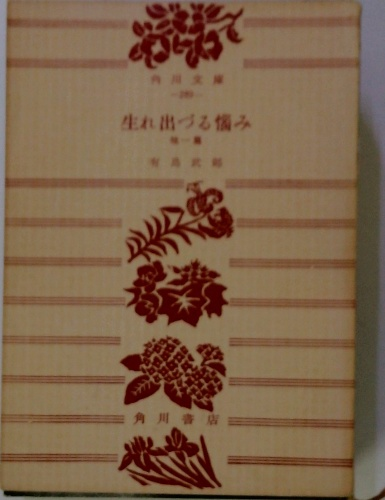 角川文庫
—289—
生れ出づる悩み
他一篇
有島武郎
角川書店